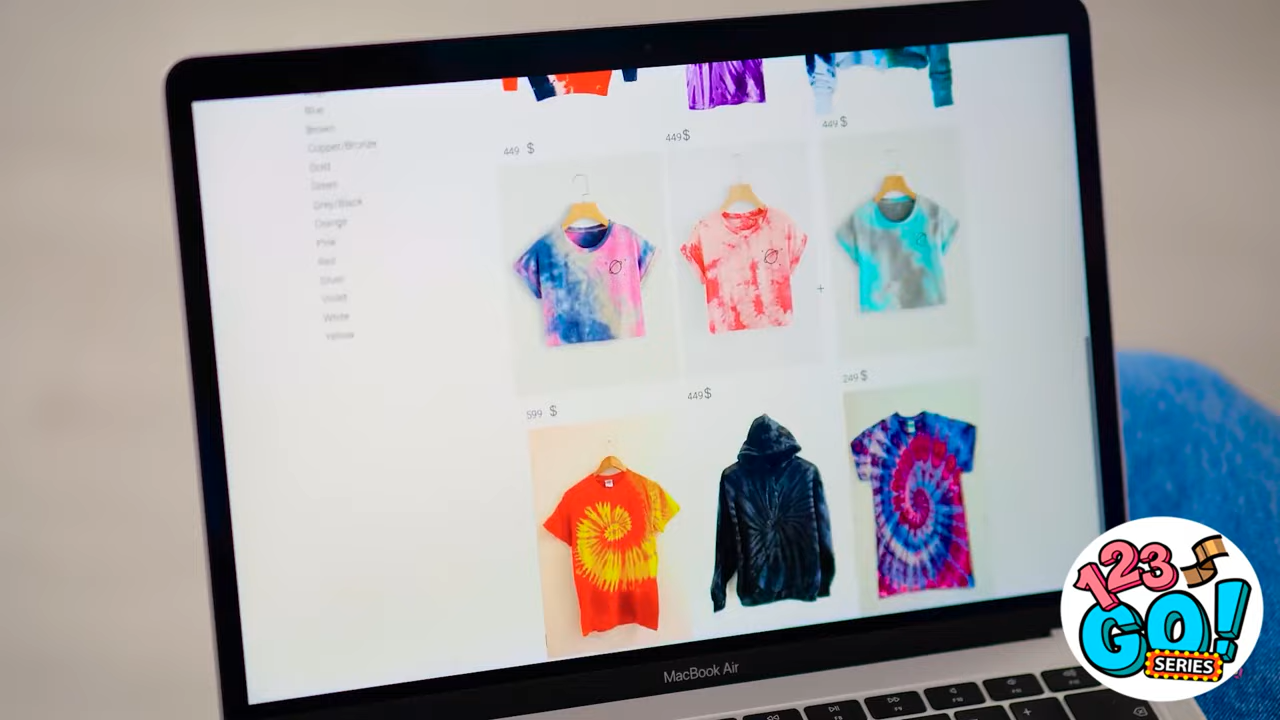 Blue
Brown
Copper/Bronze
Gold
Green
Grey/Black
Orange
Pink
Red
Silver
Violet
White
Yellow
449 $
449 $
449 $
599 $
449 $
249 $
MacBook Air
123
GO!
SERIES